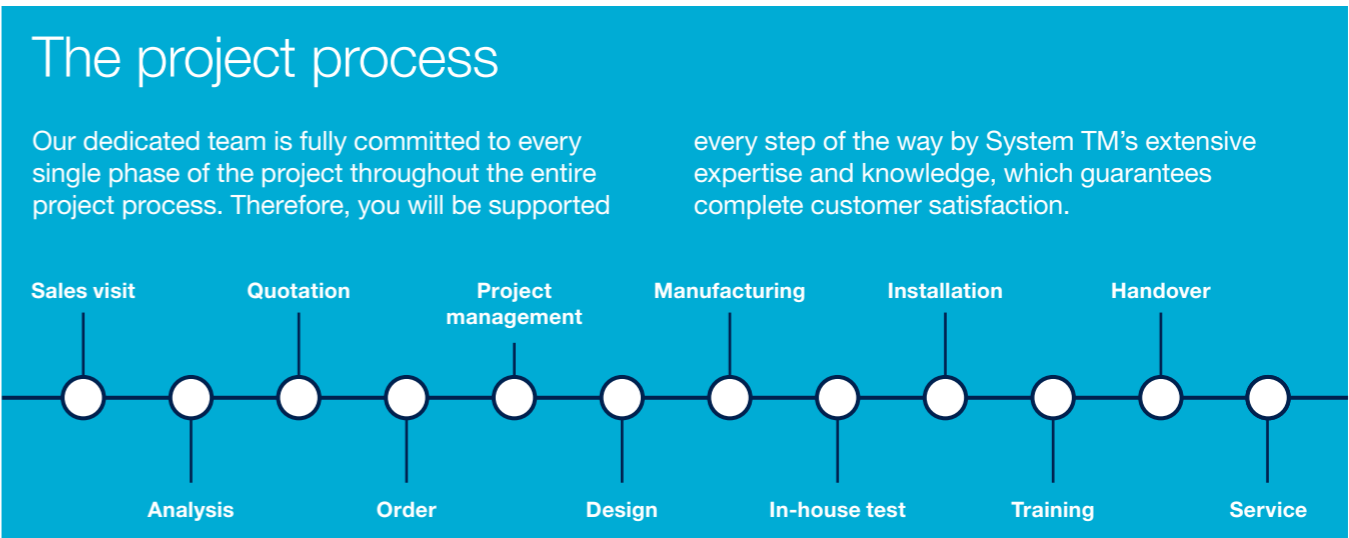 The project process
Our dedicated team is fully committed to every
single phase of the project throughout the entire
project process. Therefore, you will be supported
every step of the way by System TM’s extensive
expertise and knowledge, which guarantees
complete customer satisfaction.
Sales visit
Analysis
Quotation
Order
Project
management
Design
Manufacturing
In-house test
Installation
Training
Handover
Service